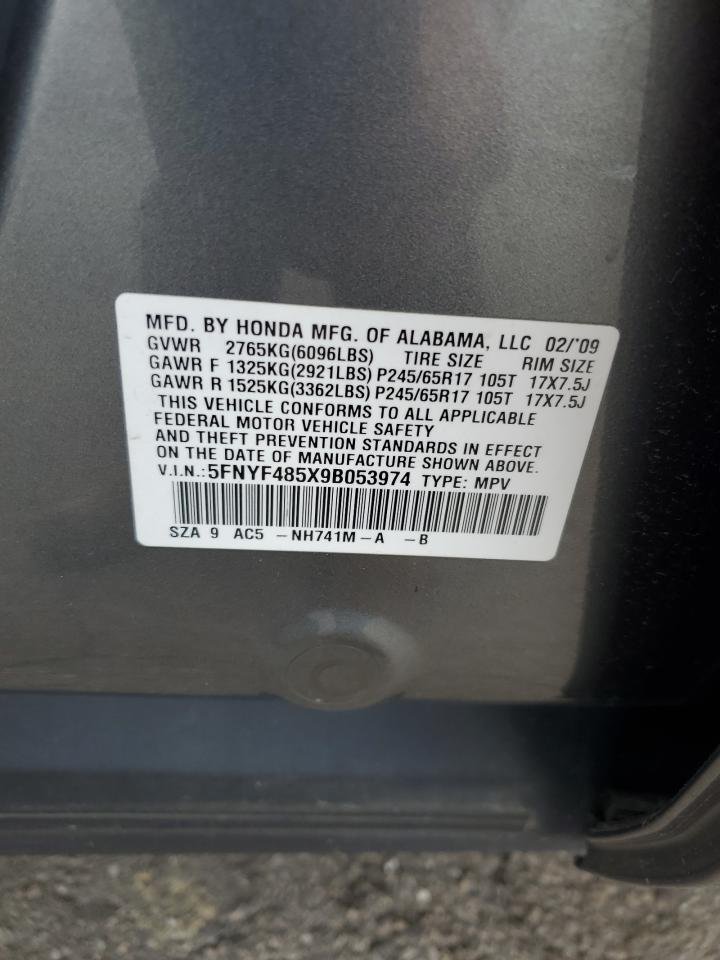 MFD. BY HONDA MFG. OF ALABAMA, LLC 02/'09
GVWR 2765KG(6096LBS) TIRE SIZE RIM SIZE
GAWR F 1325KG(2921LBS) P245/65R17 105T 17X7.5J
GAWR R 1525KG(3362LBS) P245/65R17 105T 17X7.5J
THIS VEHICLE CONFORMS TO ALL APPLICABLE
FEDERAL MOTOR VEHICLE SAFETY
AND THEFT PREVENTION STANDARDS IN EFFECT
ON THE DATE OF MANUFACTURE SHOWN ABOVE.
V.I.N.:5FNYF485X9B053974 TYPE: MPV
SZA 9 AC5 -NH741M-A -B